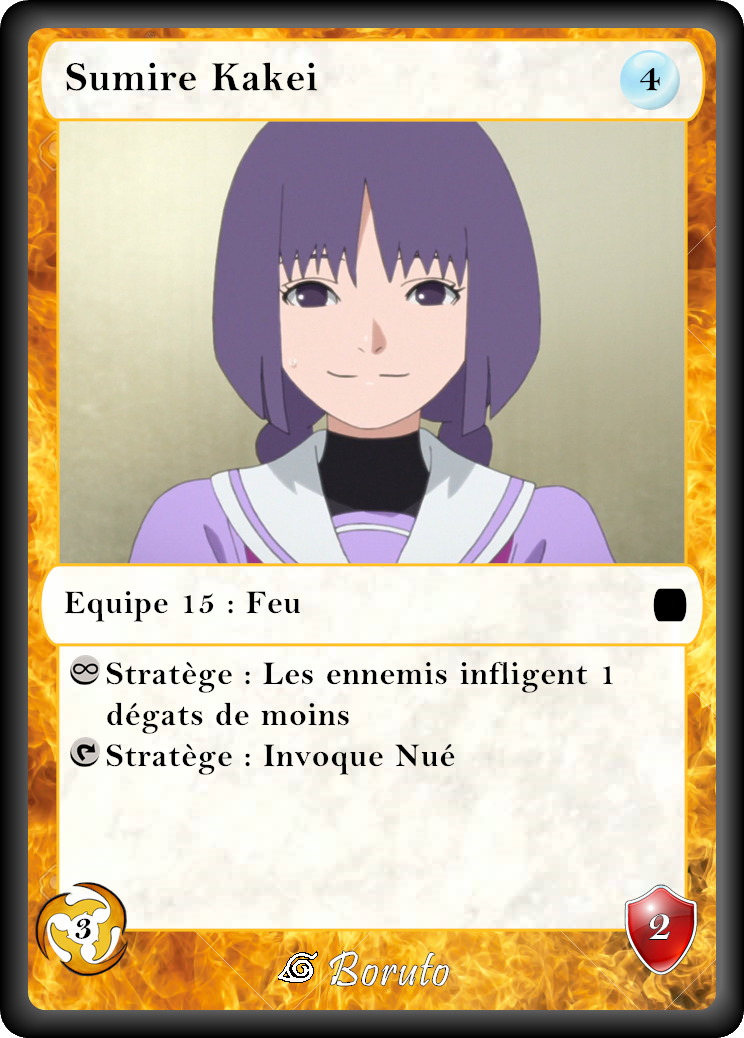 Sumire Kakei
4
Equipe 15 : Feu
Stratège : Les ennemis infligent 1
dégats de moins
Stratège : Invoque Nué
3
2
Boruto